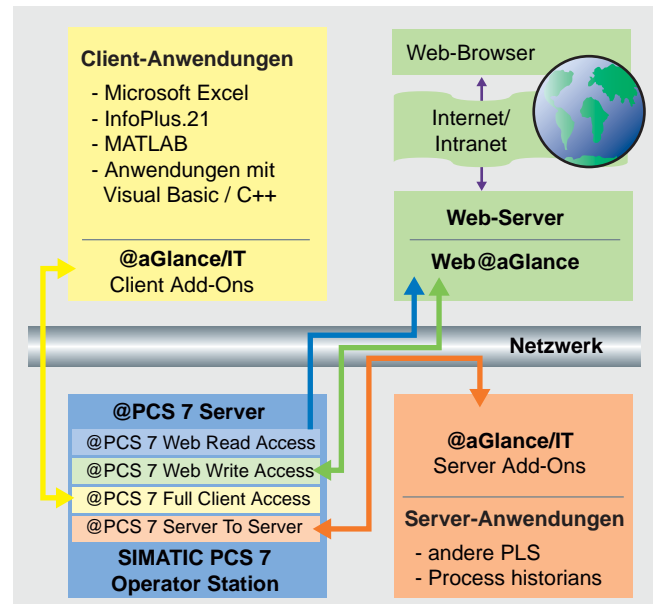 Client-Anwendungen
- Microsoft Excel
- InfoPlus.21
- MATLAB
- Anwendungen mit
Visual Basic / C++
@aGlance/IT
Client Add-Ons
Web-Browser
Internet/
Intranet
Web-Server
Web@aGlance
Netzwerk
@PCS 7 Server
@PCS 7 Web Read Access
@PCS 7 Web Write Access
@PCS 7 Full Client Access
@PCS 7 Server To Server
SIMATIC PCS 7
Operator Station
@aGlance/IT
Server Add-Ons
Server-Anwendungen
- andere PLS
- Process historians